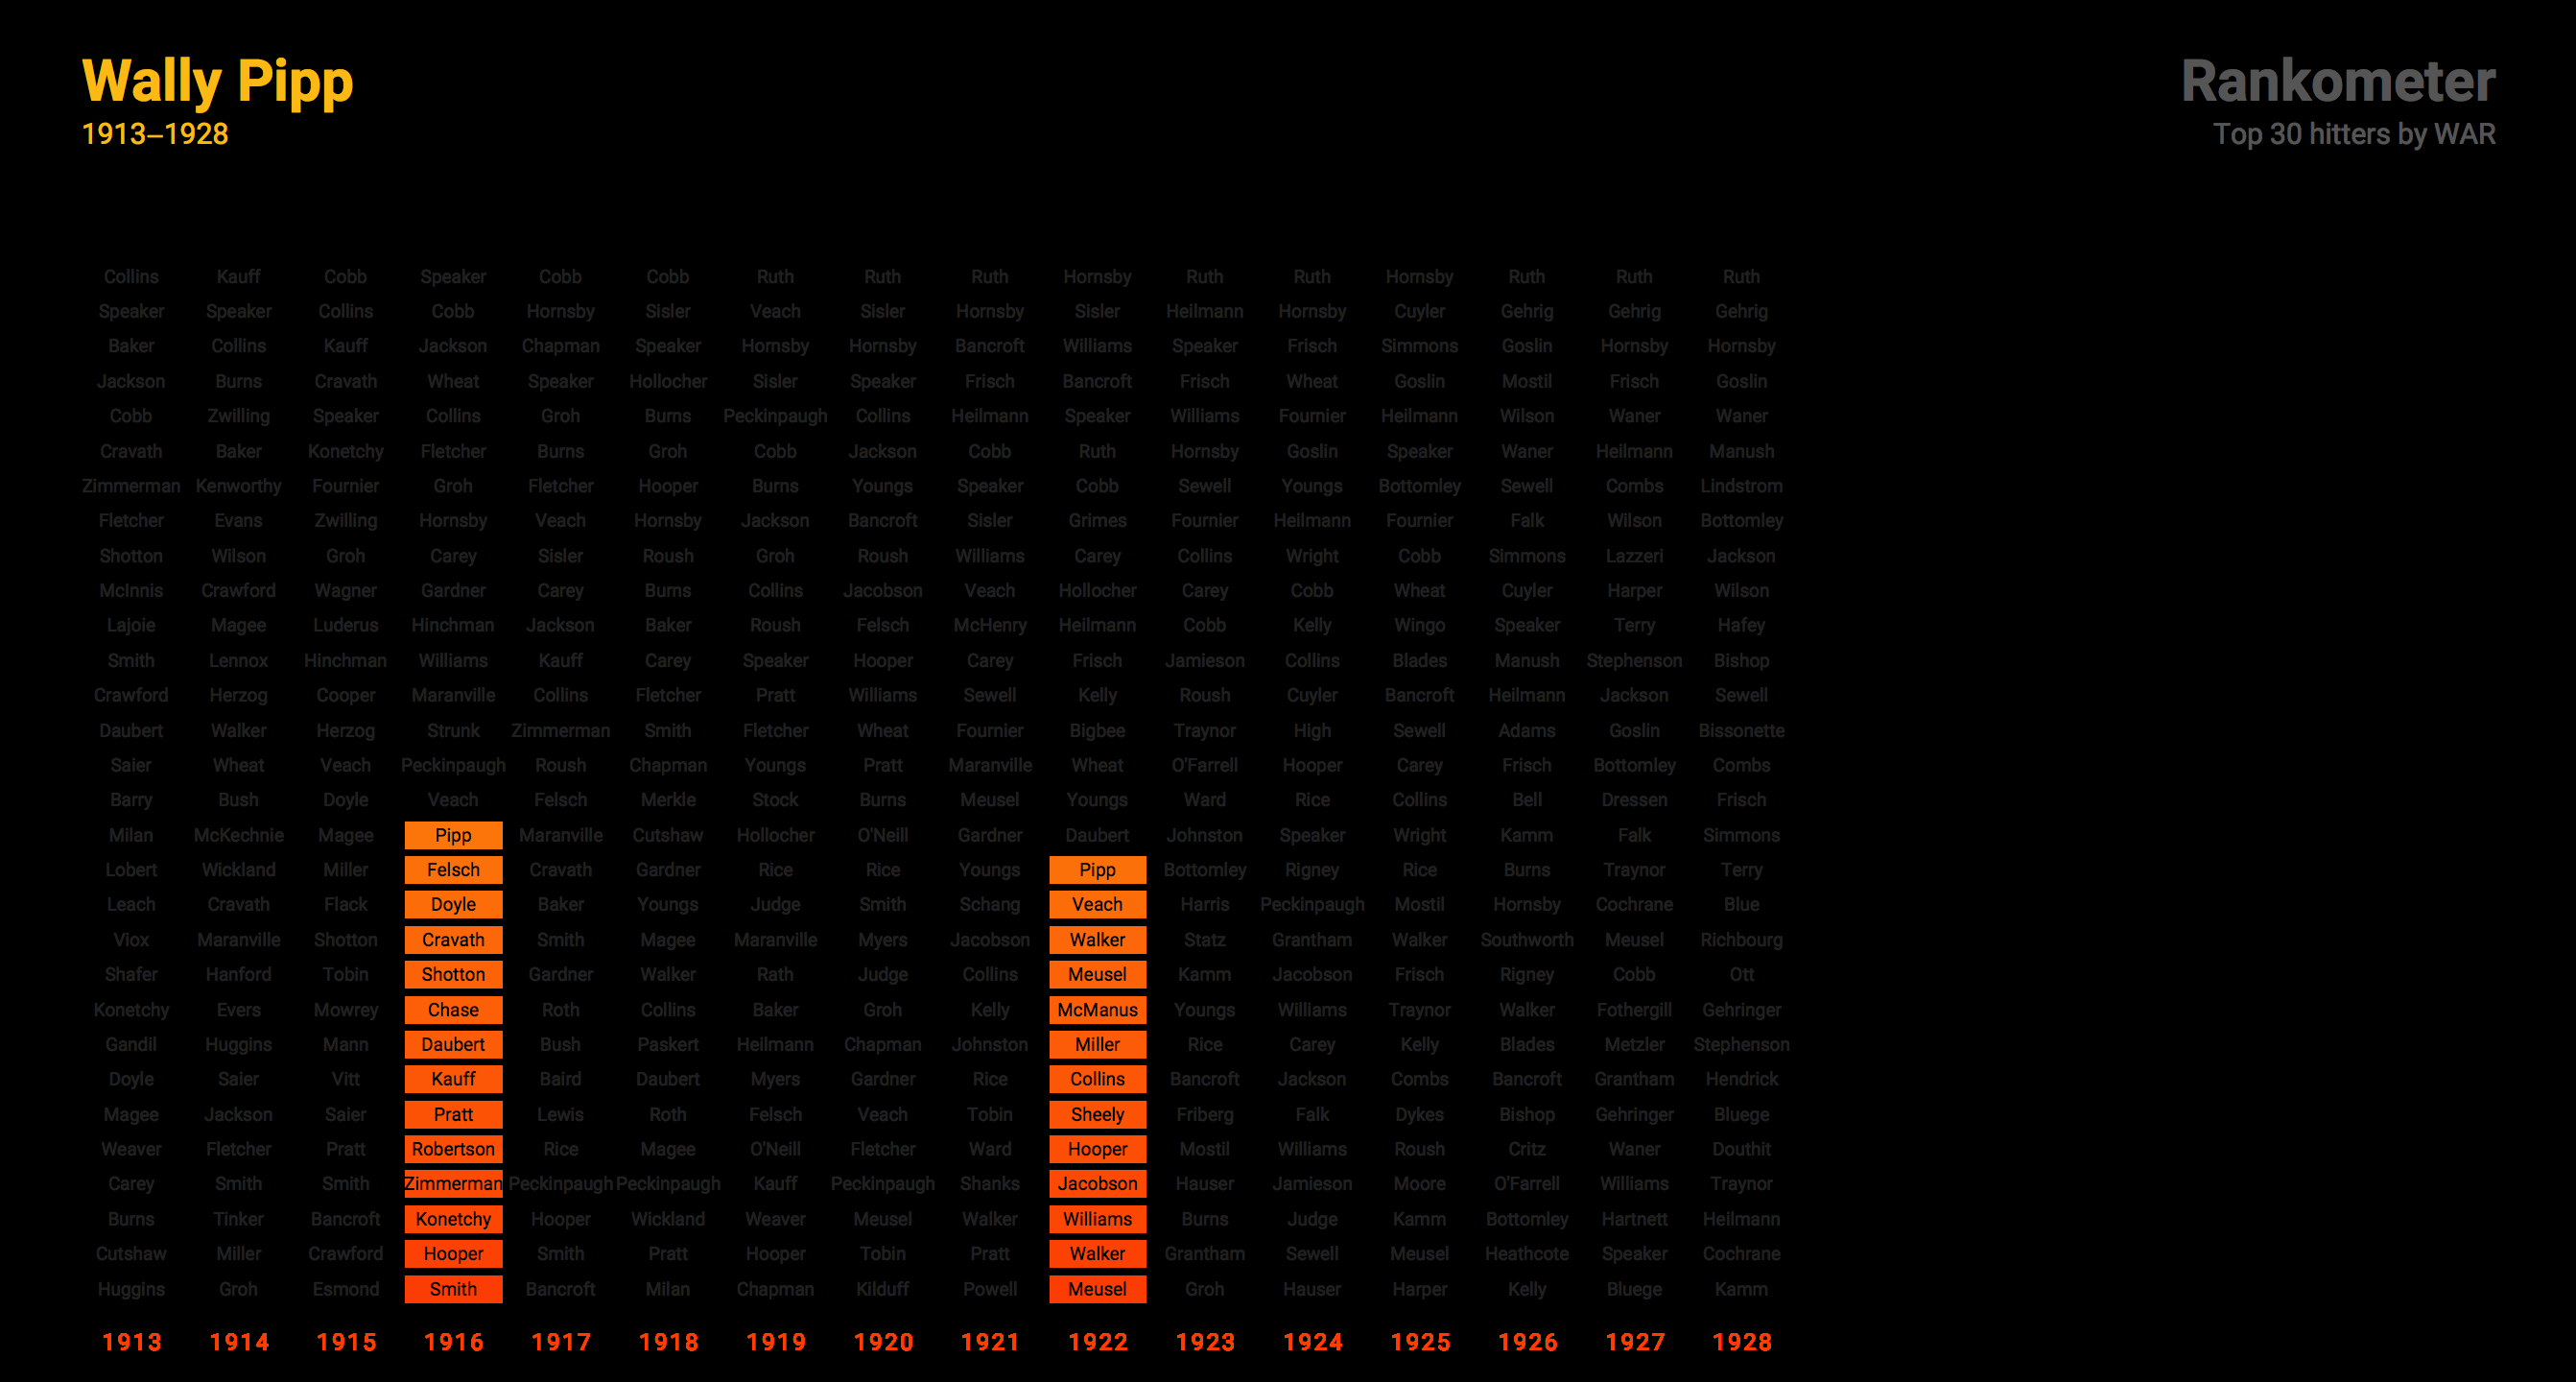 Wally Pipp
1913–1928
Rankometer
Top 30 hitters by WAR
Collins Kauff Cobb Speaker Cobb Cobb Ruth Ruth Ruth Hornsby Ruth Ruth Hornsby Ruth Ruth Ruth
Speaker Speaker Collins Cobb Hornsby Sisler Veach Sisler Hornsby Sisler Heilmann Hornsby Cuyler Gehrig Gehrig Gehrig
Baker Collins Kauff Jackson Chapman Speaker Hornsby Hornsby Bancroft Williams Speaker Frisch Simmons Goslin Hornsby Hornsby
Jackson Burns Cravath Wheat Speaker Hollocher Sisler Speaker Frisch Bancroft Frisch Wheat Goslin Mostil Frisch Goslin
Cobb Zwilling Speaker Collins Groh Burns Peckinpaugh Collins Heilmann Speaker Williams Fournier Heilmann Wilson Waner Waner
Cravath Baker Konetchy Fletcher Burns Groh Cobb Jackson Cobb Ruth Hornsby Goslin Speaker Waner Heilmann Manush
Zimmerman Kenworthy Fournier Groh Fletcher Hooper Burns Youngs Speaker Cobb Sewell Youngs Bottomley Sewell Combs Lindstrom
Fletcher Evans Zwilling Hornsby Veach Hornsby Jackson Bancroft Sisler Grimes Fournier Heilmann Fournier Falk Wilson Bottomley
Shotton Wilson Groh Carey Sisler Roush Groh Roush Williams Carey Collins Wright Cobb Simmons Lazzeri Jackson
McInnis Crawford Wagner Gardner Carey Burns Collins Jacobson Veach Hollocher Carey Cobb Wheat Cuyler Harper Wilson
Lajoie Magee Luderus Hinchman Jackson Baker Roush Felsch McHenry Heilmann Cobb Kelly Wingo Speaker Terry Hafey
Smith Lennox Hinchman Williams Kauff Carey Speaker Hooper Carey Frisch Jamieson Collins Blades Manush Stephenson Bishop
Crawford Herzog Cooper Maranville Collins Fletcher Pratt Williams Sewell Kelly Roush Cuyler Bancroft Heilmann Jackson Sewell
Daubert Walker Herzog Strunk Zimmerman Smith Fletcher Wheat Fournier Bigbee Traynor High Sewell Adams Goslin Bissonette
Saier Wheat Veach Peckinpaugh Roush Chapman Youngs Pratt Maranville Wheat O'Farrell Hooper Carey Frisch Bottomley Combs
Barry Bush Doyle Veach Felsch Merkle Stock Burns Meusel Youngs Ward Rice Collins Bell Dressen Frisch
Milan McKechnie Magee Pipp Maranville Cutshaw Hollocher O'Neill Gardner Daubert Johnston Speaker Wright Kamm Falk Simmons
Lobert Wickland Miller Felsch Cravath Gardner Rice Rice Youngs Pipp Bottomley Rigney Rice Burns Traynor Terry
Leach Cravath Flack Doyle Baker Youngs Judge Smith Schang Veach Harris Peckinpaugh Mostil Hornsby Cochrane Blue
Viox Maranville Shotton Cravath Smith Magee Maranville Myers Jacobson Walker Statz Grantham Walker Southworth Meusel Richbourg
Shafer Hanford Tobin Shotton Gardner Walker Rath Judge Collins Meusel Kamm Jacobson Frisch Rigney Cobb Ott
Konetchy Evers Mowrey Chase Roth Collins Baker Groh Kelly McManus Youngs Williams Traynor Walker Fothergill Gehringer
Gandil Huggins Mann Daubert Bush Paskert Heilmann Chapman Johnston Miller Rice Carey Kelly Blades Metzler Stephenson
Doyle Saier Vitt Kauff Baird Daubert Myers Gardner Rice Collins Bancroft Jackson Combs Bancroft Grantham Hendrick
Magee Jackson Saier Pratt Lewis Roth Felsch Veach Tobin Sheely Friberg Falk Dykes Bishop Gehringer Bluege
Weaver Fletcher Pratt Robertson Rice Magee O'Neill Fletcher Ward Hooper Mostil Williams Roush Critz Waner Douthit
Carey Smith Smith Zimmerman Peckinpaugh Peckinpaugh Kauff Peckinpaugh Shanks Jacobson Hauser Jamieson Moore O'Farrell Williams Traynor
Burns Tinker Bancroft Konetchy Hooper Wickland Weaver Meusel Walker Williams Burns Judge Kamm Bottomley Hartnett Heilmann
Cutshaw Miller Crawford Hooper Smith Pratt Hooper Tobin Pratt Walker Grantham Sewell Meusel Heathcote Speaker Cochrane
Huggins Groh Esmond Smith Bancroft Milan Chapman Kilduff Powell Meusel Groh Hauser Harper Kelly Bluege Kamm
1913 1914 1915 1916 1917 1918 1919 1920 1921 1922 1923 1924 1925 1926 1927 1928